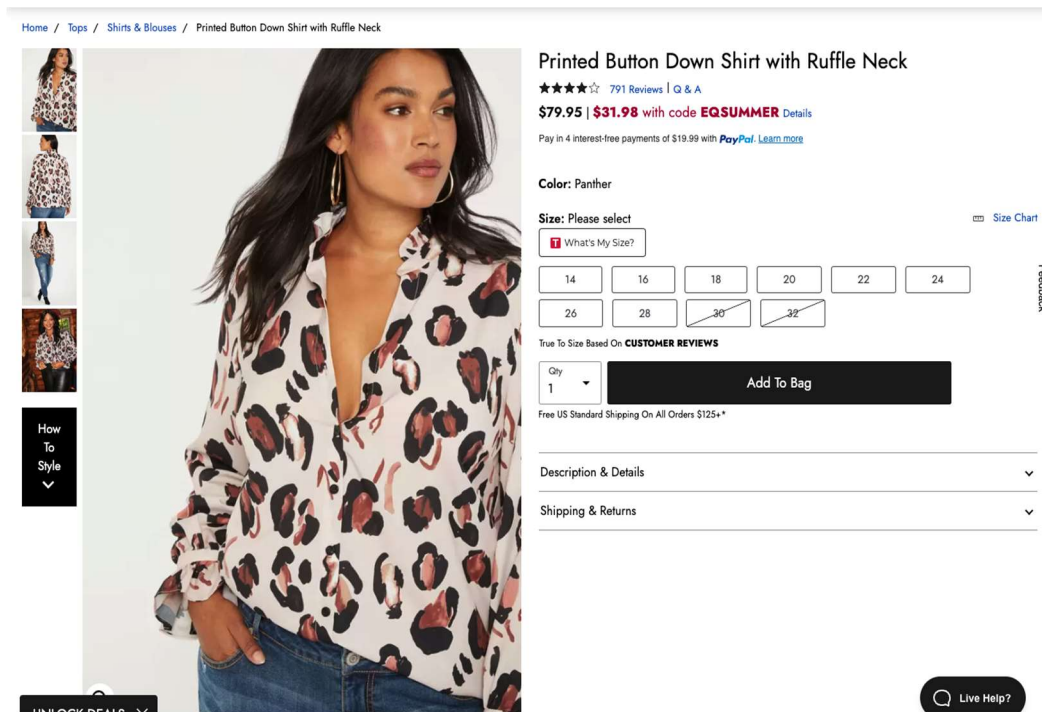 Home / Tops / Shirts & Blouses / Printed Button Down Shirt with Ruffle Neck
Printed Button Down Shirt with Ruffle Neck
791 Reviews | Q & A
$79.95 | $31.98 with code EQSUMMER Details
Pay in 4 interest-free payments of $19.99 with PayPal. Learn more
Color: Panther
Size: Please select
Size Chart
T What's My Size?
14 16 18 20 22 24
26 28 30 32
True To Size Based On CUSTOMER REVIEWS
Qty
1
Add To Bag
Free US Standard Shipping On All Orders $125+*
Description & Details
Shipping & Returns
How
To
Style
Feedback
UNLOCK DEALS
Live Help?